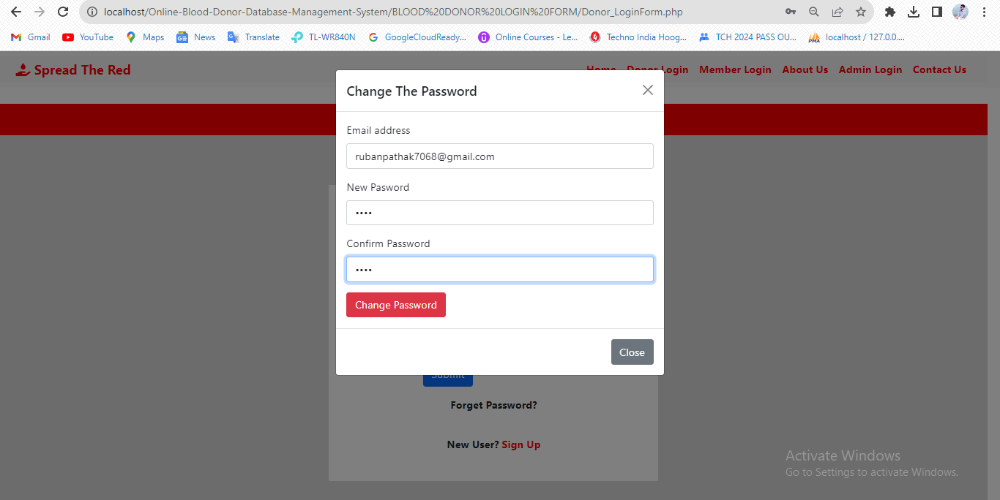 localhost/Online-Blood-Donor-Database-Management-System/BLOOD%20DONOR%20LOGIN%20FORM/Donor_LoginForm.php
Gmail YouTube Maps News Translate TL-WR840N GoogleCloudReady... Online Courses - Le... Techno India Hoog... TCH 2024 PASS OU... PMA localhost / 127.0.0....
Spread The Red Home Donor Login Member Login About Us Admin Login Contact Us
Change The Password
Email address
rubanpathak7068@gmail.com
New Pasword
••••
Confirm Password
••••
Change Password
Close
Submit
Forget Password?
New User? Sign Up
Activate Windows
Go to Settings to activate Windows.